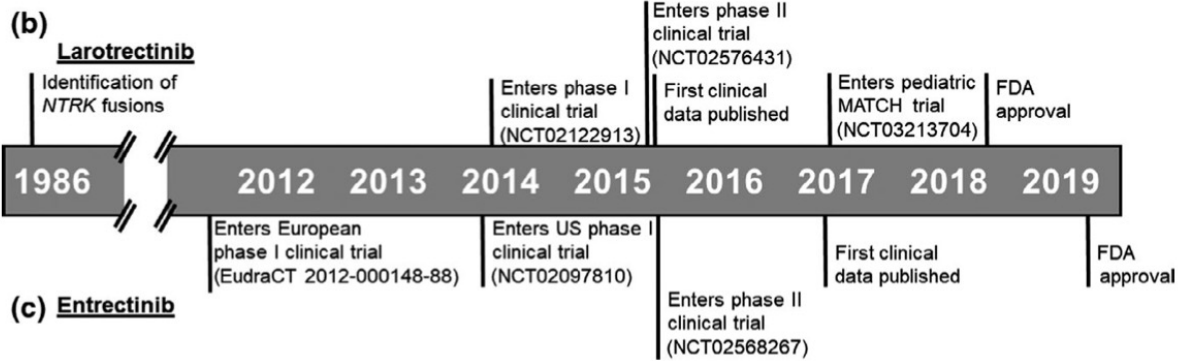 (b)
Larotrectinib
Identification of
NTRK fusions
Enters phase I
clinical trial
(NCT02122913)
Enters phase II
clinical trial
(NCT02576431)
First clinical
data published
Enters pediatric
MATCH trial
(NCT03213704)
FDA
approval
1986 2012 2013 2014 2015 2016 2017 2018 2019
Enters European
phase I clinical trial
(EudraCT 2012-000148-88)
Enters US phase I
clinical trial
(NCT02097810)
Enters phase II
clinical trial
(NCT02568267)
First clinical
data published
FDA
approval
(c) Entrectinib